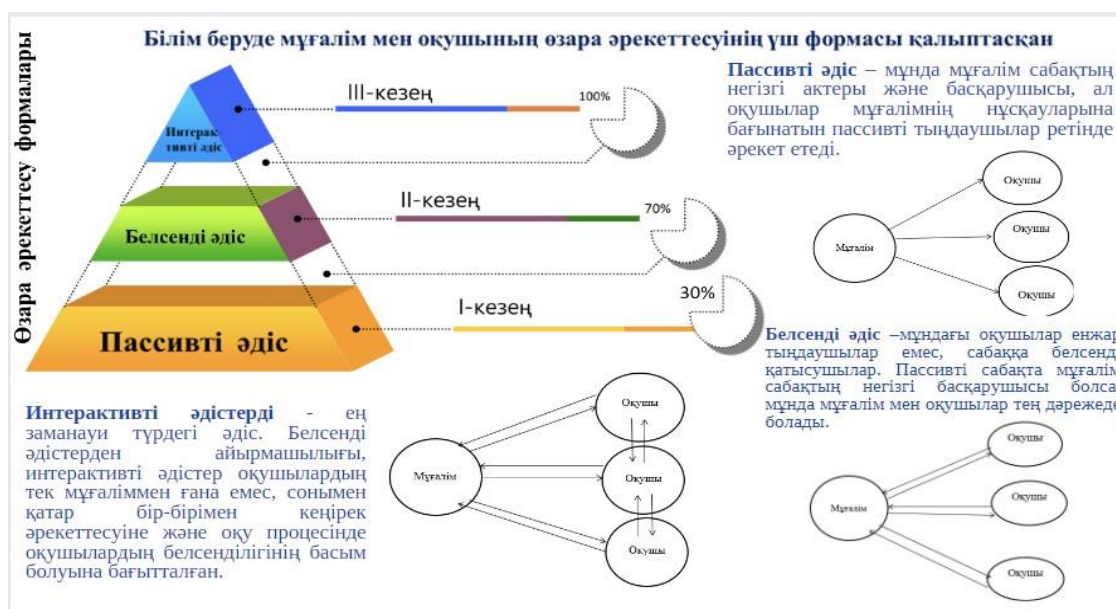 Білім беруде мұғалім мен оқушының өзара әрекеттесуінің үш формасы қалыптасқан
Өзара әрекеттесу формалары
III-кезең
100%
Интерак
тивті әдіс
II-кезең
70%
Белсенді әдіс
I-кезең
30%
Пассивті әдіс
Пассивті әдіс – мұнда мұғалім сабақтың
негізгі актеры және басқарушысы, ал
оқушылар мұғалімнің нұсқауларына
бағынатын пассивті тыңдаушылар ретінде
әрекет етеді.
Оқушы
Оқушы
Мұғалім
Оқушы
Белсенді әдіс –мұндағы оқушылар енжар
тыңдаушылар емес, сабаққа белсенд
қатысушылар. Пассивті сабақта мұғалім
сабақтың негізгі басқарушысы болса
мұнда мұғалім мен оқушылар тең дәрежеде
болады.
Оқушы
Оқушы
Мұғалім
Оқушы
Интерактивті әдістерді - ең
заманауи түрдегі әдіс. Белсенді
әдістерден айырмашылығы,
интерактивті әдістер оқушылардың
тек мұғаліммен ғана емес, сонымен
қатар бір-бірімен кеңірек
әрекеттесуіне және оқу процесінде
оқушылардың белсенділігінің басым
болуына бағытталған.
Оқушы
Мұғалім
Оқушы
Оқушы